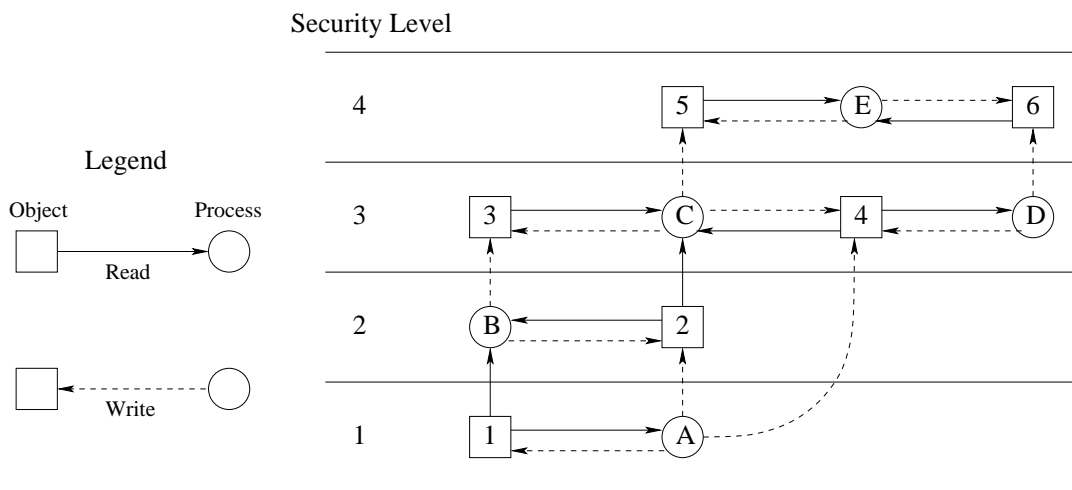 Security Level
4
5
E
6
Legend
Object
Process
Read
Write
3
3
C
4
D
2
B
2
1
1
A